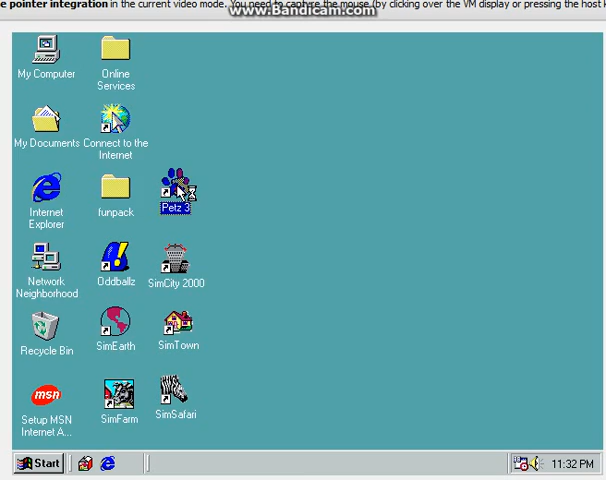 e pointer integration in the current video mode. You need to capture the mouse (by clicking over the VM display or pressing the host k
www.Bandicam.com
My Computer
Online
Services
My Documents
Connect to the
Internet
Internet
Explorer
funpack
Petz 3
Network
Neighborhood
Oddballz
SimCity 2000
Recycle Bin
SimEarth
SimTown
msn
Setup MSN
Internet A...
SimFarm
SimSafari
Start
11:32 PM